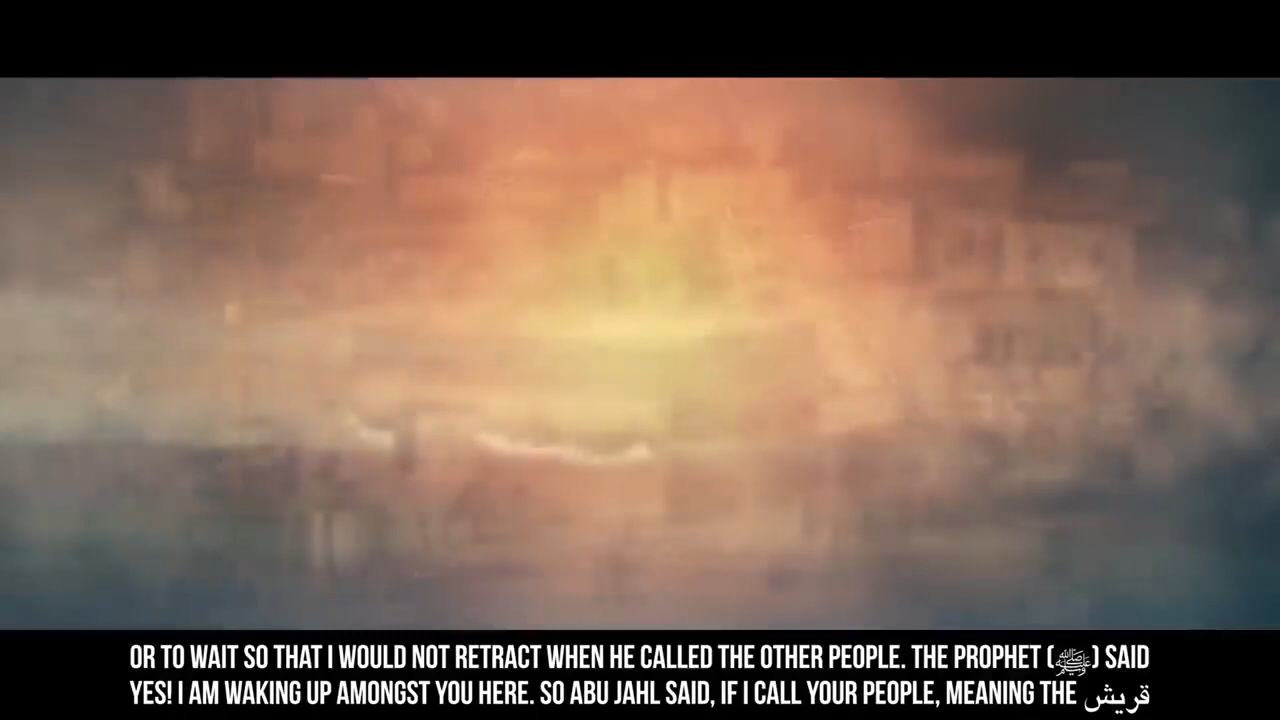 OR TO WAIT SO THAT I WOULD NOT RETRACT WHEN HE CALLED THE OTHER PEOPLE. THE PROPHET (ﷺ) SAID
YES! I AM WAKING UP AMONGST YOU HERE. SO ABU JAHL SAID, IF I CALL YOUR PEOPLE, MEANING THE قريش